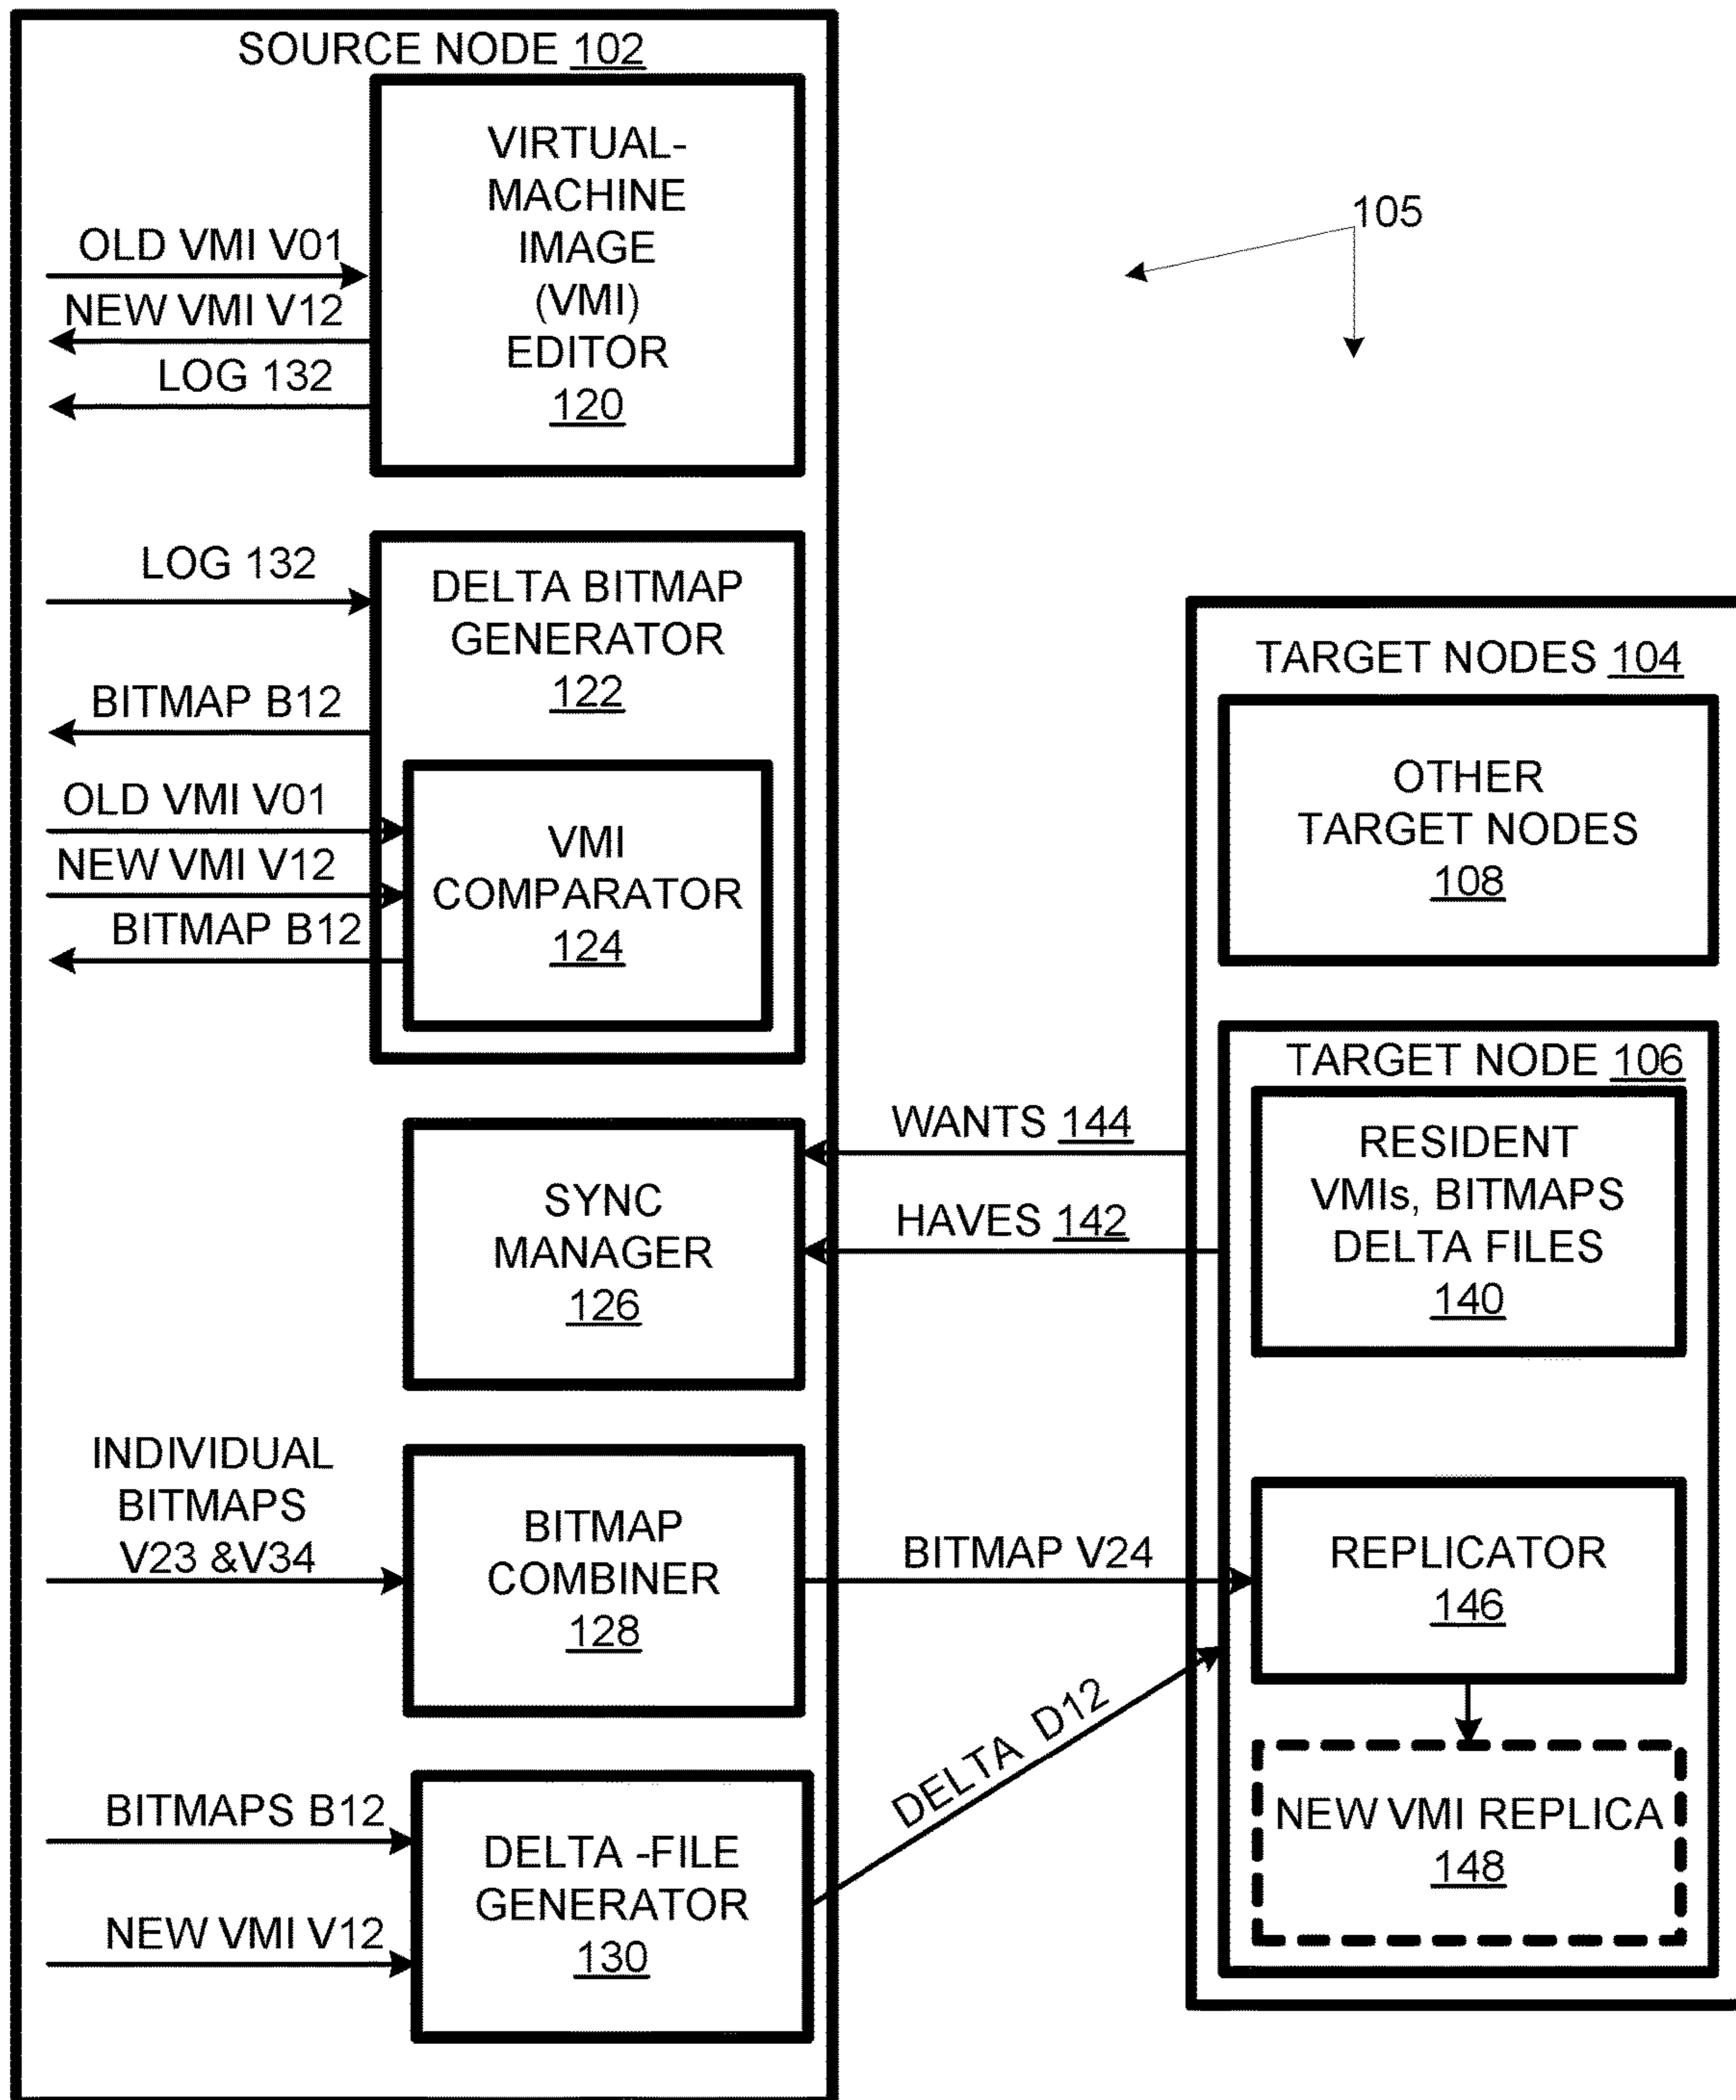 SOURCE NODE 102
VIRTUAL-
MACHINE
IMAGE
(VMI)
EDITOR
120
OLD VMI V01
NEW VMI V12
LOG 132
105
LOG 132
DELTA BITMAP
GENERATOR
122
BITMAP B12
OLD VMI V01
NEW VMI V12
BITMAP B12
VMI
COMPARATOR
124
TARGET NODES 104
OTHER
TARGET NODES
108
TARGET NODE 106
RESIDENT
VMIs, BITMAPS
DELTA FILES
140
WANTS 144
HAVES 142
SYNC
MANAGER
126
INDIVIDUAL
BITMAPS
V23 &V34
BITMAP
COMBINER
128
BITMAP V24
REPLICATOR
146
DELTA D12
NEW VMI REPLICA
148
BITMAPS B12
NEW VMI V12
DELTA -FILE
GENERATOR
130